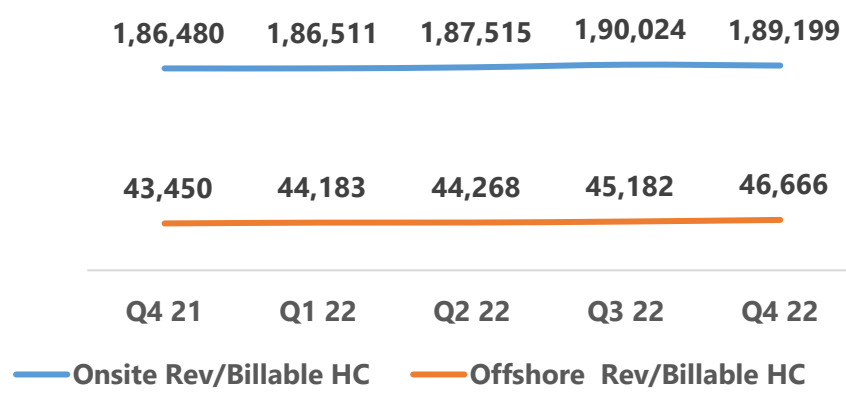 1,86,480 1,86,511 1,87,515 1,90,024 1,89,199
43,450 44,183 44,268 45,182 46,666
Q4 21 Q1 22 Q2 22 Q3 22 Q4 22
Onsite Rev/Billable HC Offshore Rev/Billable HC